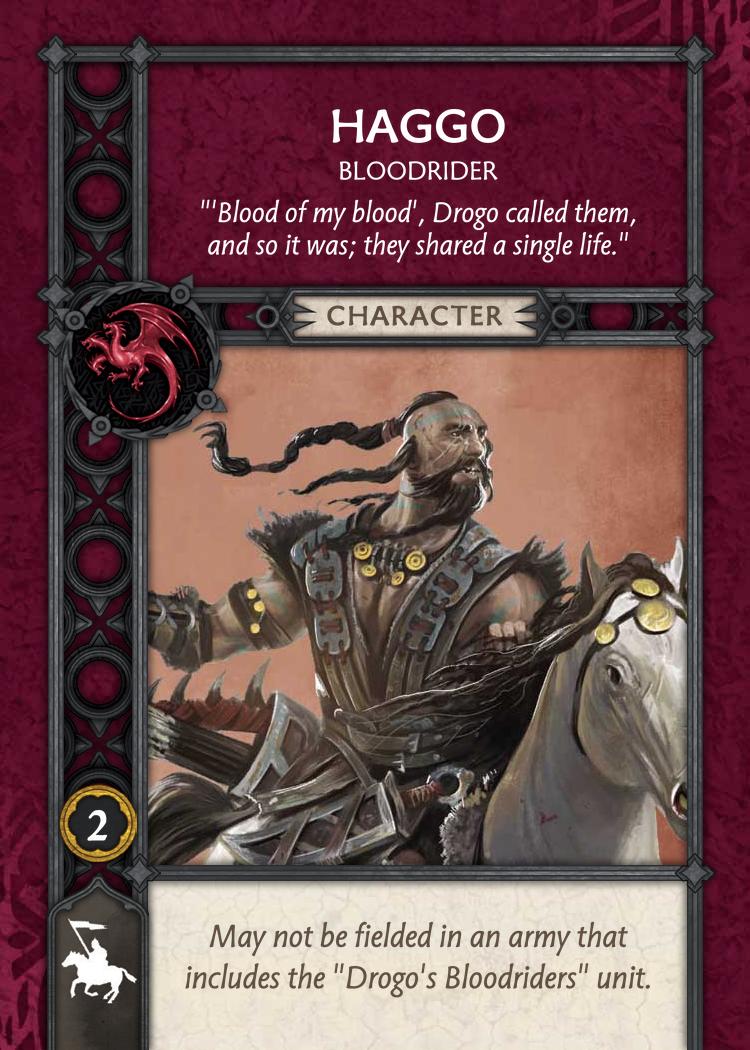 HAGGO
BLOODRIDER
"'Blood of my blood', Drogo called them,
and so it was; they shared a single life."
CHARACTER
2
May not be fielded in an army that
includes the "Drogo's Bloodriders" unit.